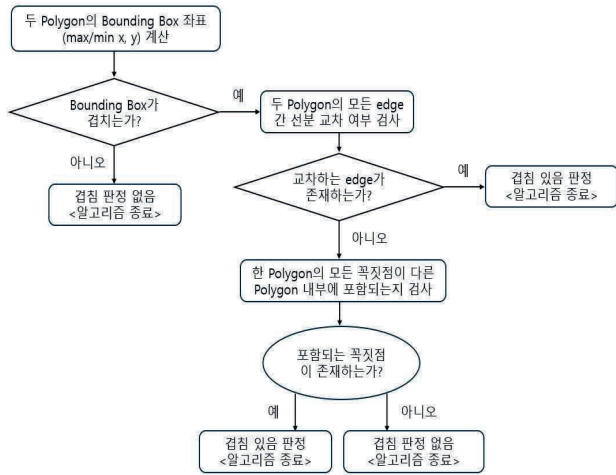 두 Polygon의 Bounding Box 좌표
(max/min x, y) 계산
Bounding Box가
겹치는가?
예
두 Polygon의 모든 edge
간 선분 교차 여부 검사
아니오
겹침 판정 없음
<알고리즘 종료>
교차하는 edge가
존재하는가?
예
겹침 있음 판정
<알고리즘 종료>
아니오
한 Polygon의 모든 꼭짓점이 다른
Polygon 내부에 포함되는지 검사
포함되는 꼭짓점
이 존재하는가?
예
아니오
겹침 있음 판정
<알고리즘 종료>
겹침 판정 없음
<알고리즘 종료>